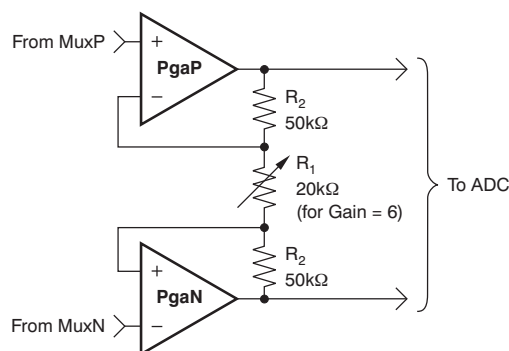 From MuxP
+
PgaP
−
R2
50kΩ
R1
20kΩ
(for Gain = 6)
To ADC
R2
50kΩ
+
PgaN
−
From MuxN